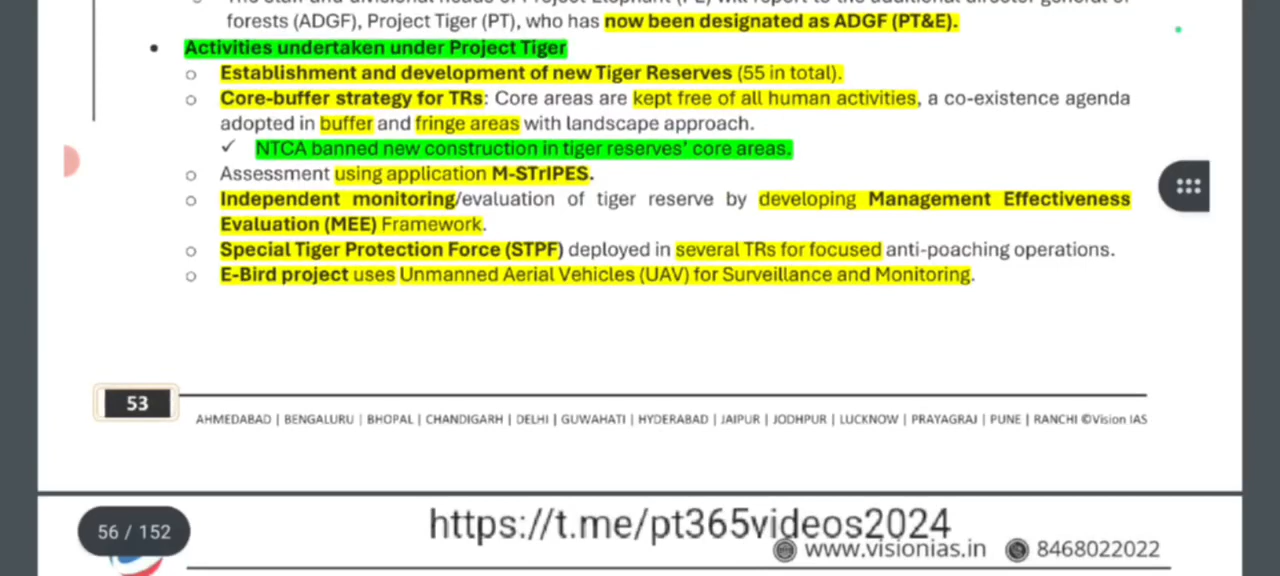 forests (ADGF), Project Tiger (PT), who has now been designated as ADGF (PT&E).
• Activities undertaken under Project Tiger
o Establishment and development of new Tiger Reserves (55 in total).
o Core-buffer strategy for TRs: Core areas are kept free of all human activities, a co-existence agenda
adopted in buffer and fringe areas with landscape approach.
✓ NTCA banned new construction in tiger reserves' core areas.
o Assessment using application M-STrIPES.
o Independent monitoring/evaluation of tiger reserve by developing Management Effectiveness
Evaluation (MEE) Framework.
o Special Tiger Protection Force (STPF) deployed in several TRs for focused anti-poaching operations.
o E-Bird project uses Unmanned Aerial Vehicles (UAV) for Surveillance and Monitoring.
53
AHMEDABAD | BENGALURU | BHOPAL | CHANDIGARH | DELHI | GUWAHATI | HYDERABAD | JAIPUR | JODHPUR | LUCKNOW | PRAYAGRAJ | PUNE | RANCHI ©Vision IAS
56 / 152
https://t.me/pt365videos2024
www.visionias.in 8468022022